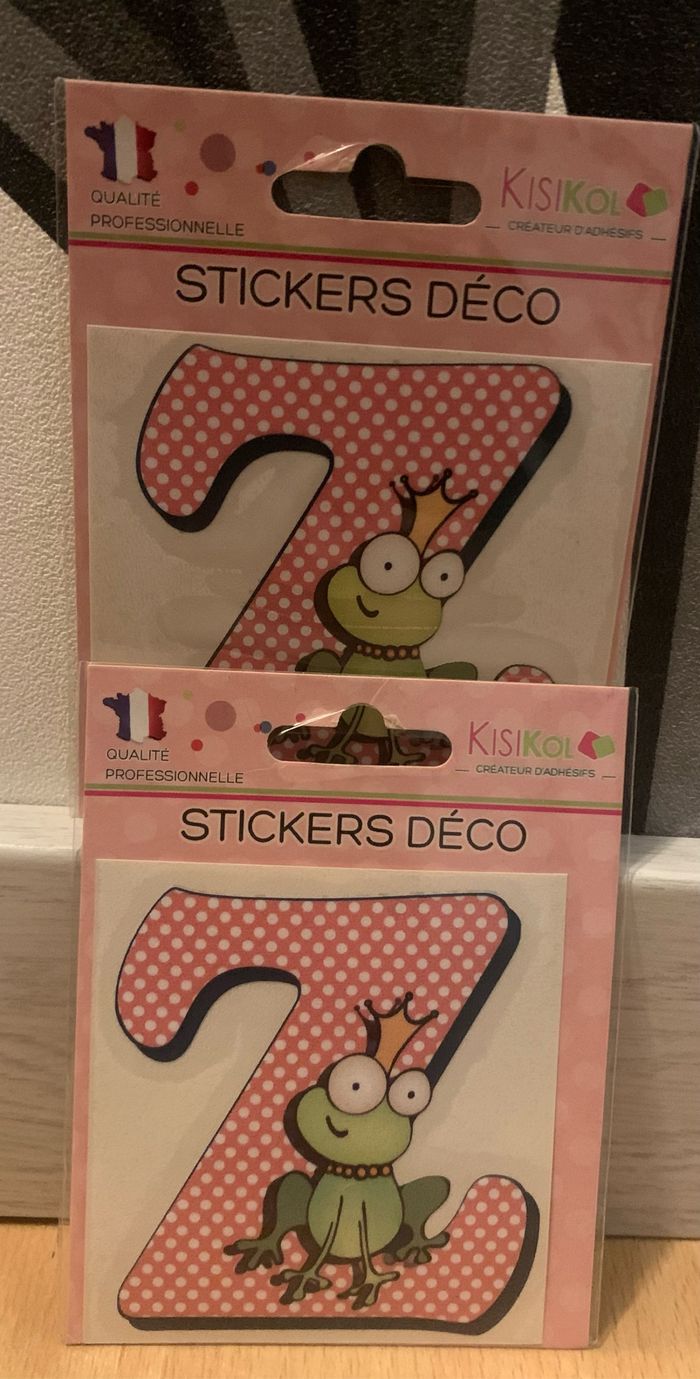 QUALITÉ
PROFESSIONNELLE
KISIKOL
CRÉATEUR D'ADHÉSIFS
STICKERS DÉCO
Z
QUALITÉ
PROFESSIONNELLE
KISIKOL
CRÉATEUR D'ADHÉSIFS
STICKERS DÉCO
Z